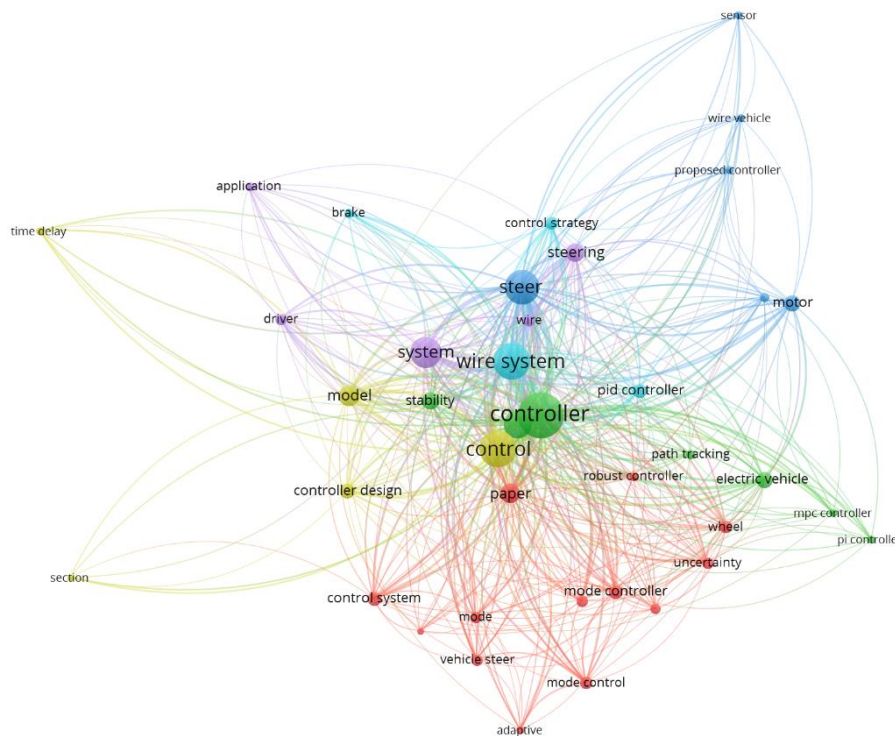 sensor
wire vehicle
proposed controller
application
brake
control strategy
time delay
steering
steer
motor
driver
wire
system
wire system
model
stability
pid controller
controller
control
path tracking
robust controller
electric vehicle
controller design
paper
mpc controller
wheel
pi controlle
uncertainty
section
control system
mode controller
mode
vehicle steer
mode control
adaptive